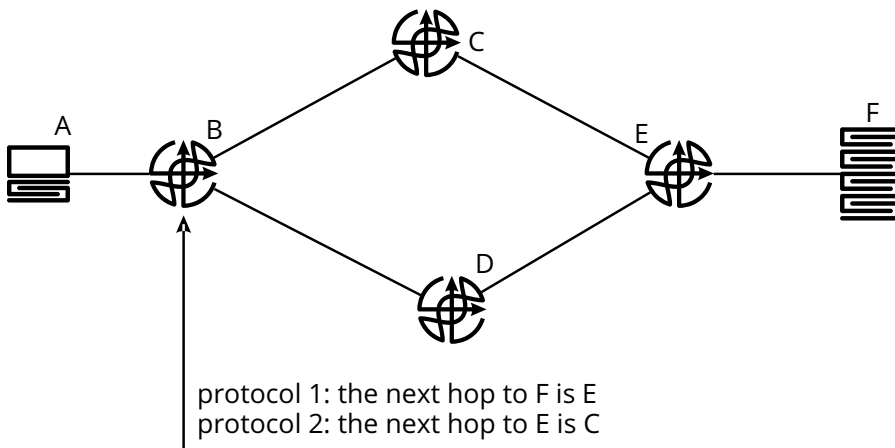 C
A
B
E
F
D
protocol 1: the next hop to F is E
protocol 2: the next hop to E is C